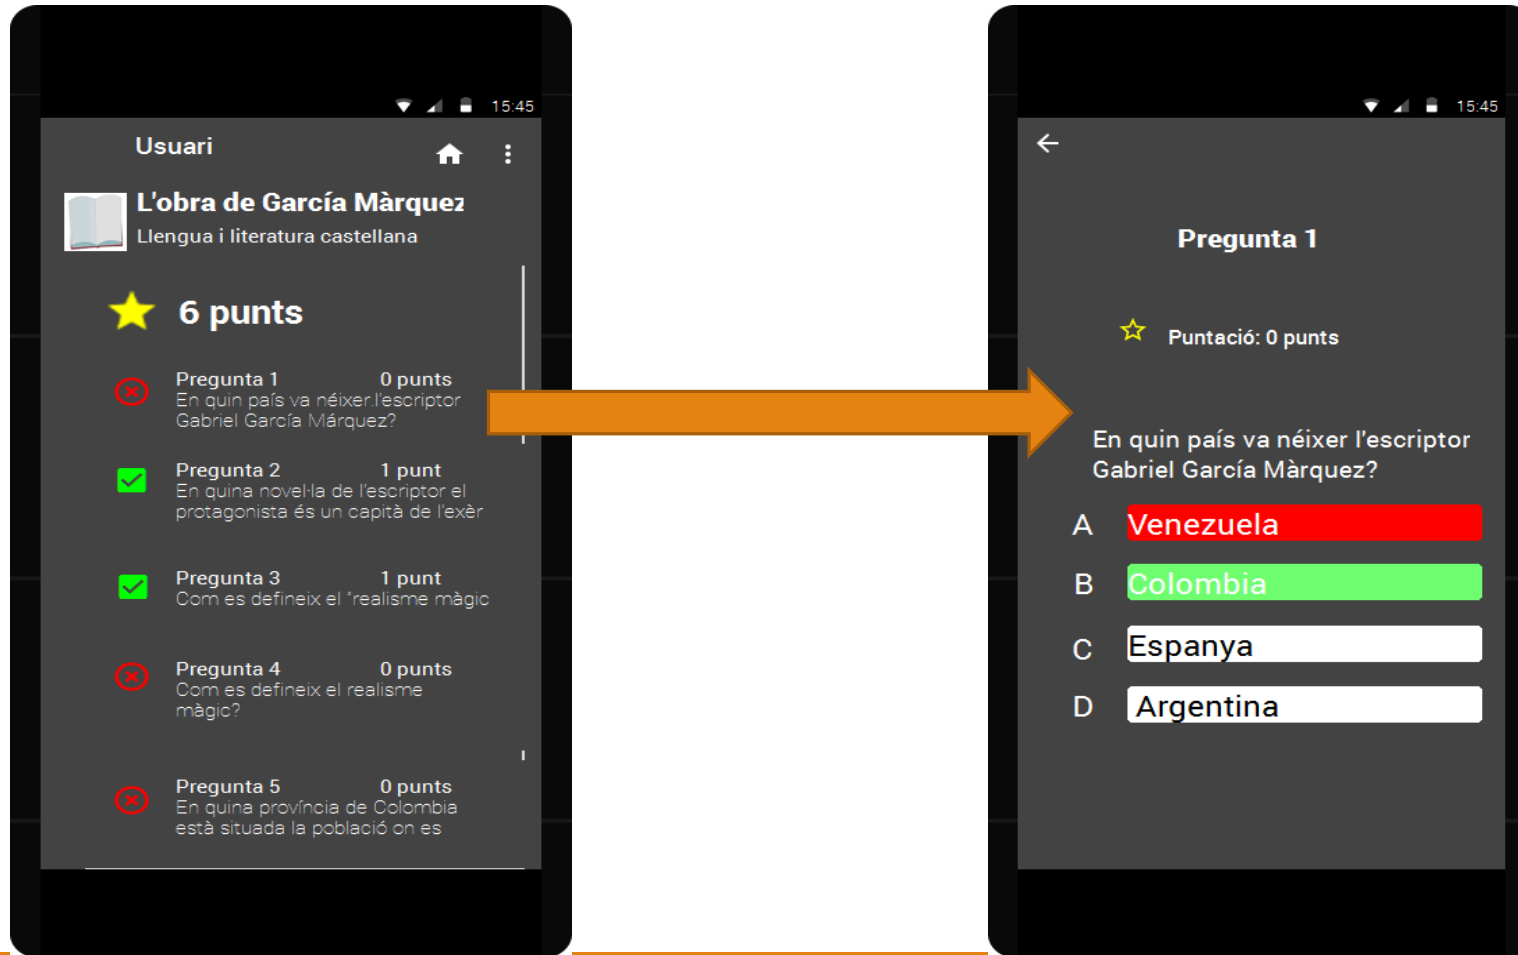 15:45
Usuari
L'obra de García Màrquez
Llengua i literatura castellana
6 punts
Pregunta 1 0 punts
En quin país va néixer.l'escriptor
Gabriel García Márquez?
Pregunta 2 1 punt
En quina novel·la de l'escriptor el
protagonista és un capità de l'exèr
Pregunta 3 1 punt
Com es defineix el "realisme màgic
Pregunta 4 0 punts
Com es defineix el realisme
màgic?
Pregunta 5 0 punts
En quina província de Colombia
està situada la població on es
15:45
Pregunta 1
Puntació: 0 punts
En quin país va néixer l'escriptor
Gabriel García Màrquez?
A Venezuela
B Colombia
C Espanya
D Argentina